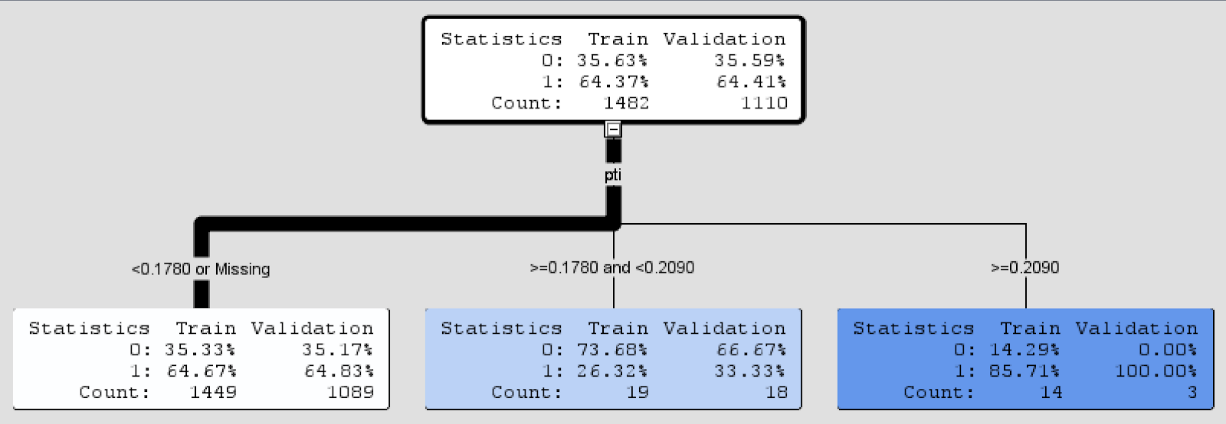 Statistics Train Validation
0: 35.63% 35.59%
1: 64.37% 64.41%
Count: 1482 1110
pti
<0.1780 or Missing
>=0.1780 and <0.2090
>=0.2090
Statistics Train Validation
0: 35.33% 35.17%
1: 64.67% 64.83%
Count: 1449 1089
Statistics Train Validation
0: 73.68% 66.67%
1: 26.32% 33.33%
Count: 19 18
Statistics Train Validation
0: 14.29% 0.00%
1: 85.71% 100.00%
Count: 14 3